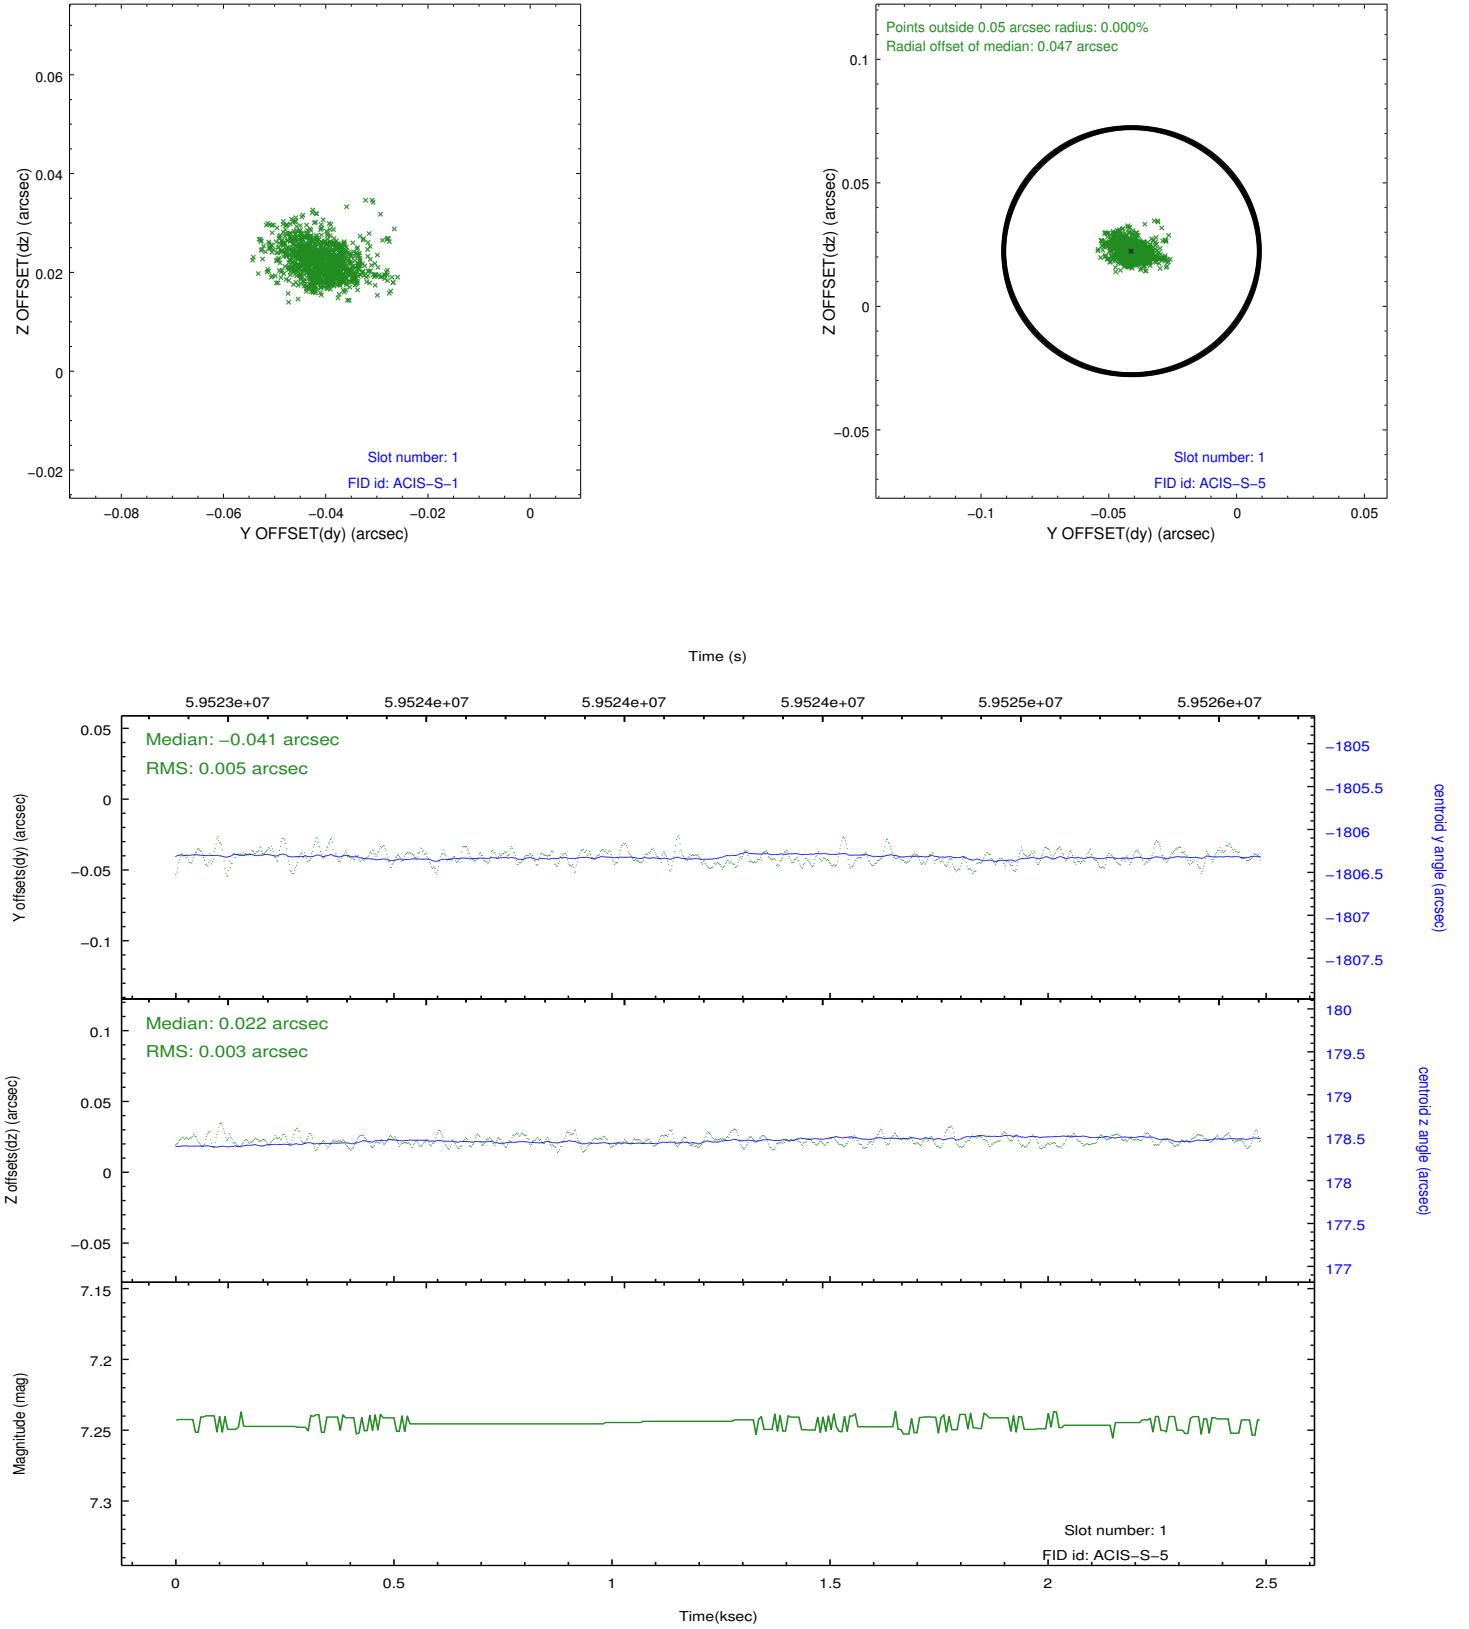 0.06
0.04
0.02
0
−0.02
Z OFFSET(dz) (arcsec)
Slot number: 1
FID id: ACIS−S−1
−0.08
−0.06
−0.04
−0.02
0
Y OFFSET(dy) (arcsec)
Points outside 0.05 arcsec radius: 0.000%
Radial offset of median: 0.047 arcsec
0.1
0.05
0
−0.05
Z OFFSET(dz) (arcsec)
Slot number: 1
FID id: ACIS−S−5
−0.1
−0.05
0
0.05
Y OFFSET(dy) (arcsec)
Time (s)
5.9523e+07
5.9524e+07
5.9524e+07
5.9524e+07
5.9525e+07
5.9526e+07
Median: −0.041 arcsec
RMS: 0.005 arcsec
0.05
0
−0.05
−0.1
Y offsets(dy) (arcsec)
−1805
−1805.5
−1806
−1806.5
−1807
−1807.5
centroid y angle (arcsec)
Median: 0.022 arcsec
RMS: 0.003 arcsec
0.1
0.05
0
−0.05
Z offsets(dz) (arcsec)
180
179.5
179
178.5
178
177.5
177
centroid z angle (arcsec)
7.15
7.2
7.25
7.3
Magnitude (mag)
Slot number: 1
FID id: ACIS−S−5
0
0.5
1
1.5
2
2.5
Time(ksec)